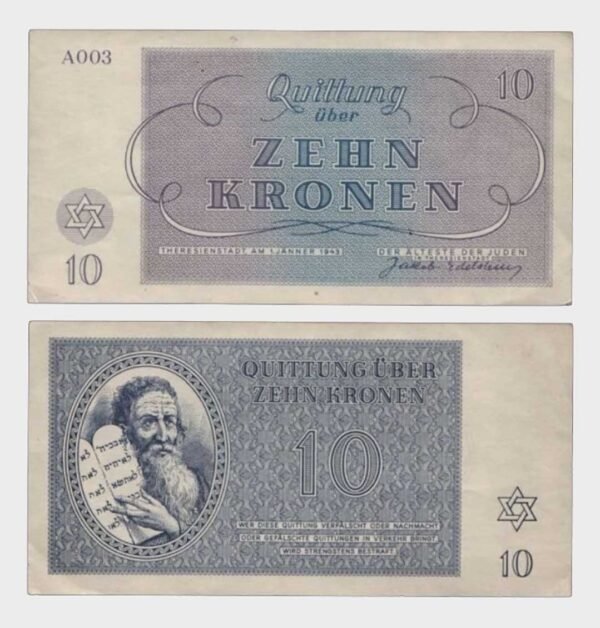 A003
10
Quittung
über
ZEHN
KRONEN
THERESIENSTADT AM 1. JÄNNER 1943
DER ÄLTESTE DER JUDEN
IN THERESIENSTADT
Jakob Edelstein
10
QUITTUNG ÜBER
ZEHN KRONEN
10
WER DIESE QUITTUNG VERFÄLSCHT ODER NACHMACHT
ODER GEFÄLSCHTE QUITTUNGEN IN VERKEHR BRINGT,
WIRD STRENGSTENS BESTRAFT.
10